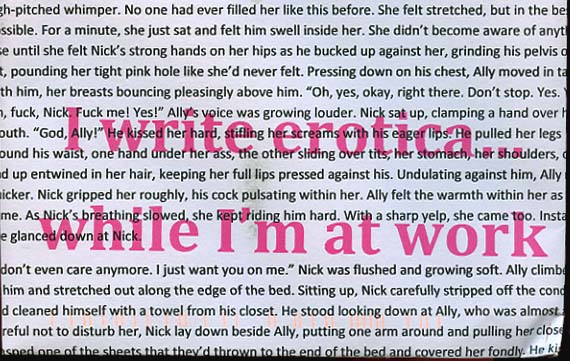 gh-pitched whimper. No one had ever filled her like this before. She felt stretched, but in the be
ssible. For a minute, she just sat and felt him swell inside her. She didn't become aware of anyt
se until she felt Nick's strong hands on her hips as he bucked up against her, grinding his pelvis o
t, pounding her tight pink hole like she'd never felt. Pressing down on his chest, Ally moved in ta
th him, her breasts bouncing pleasingly above him. "Oh, yes, okay, right there. Don't stop. Yes.
n, fuck, Nick. Fuck me! Yes!" Ally's voice was growing louder. Nick sat up, clamping a hand over h
I write erotica...
outh. "God, Ally!" He kissed her hard, stifling her screams with his eager lips. He pulled her legs
ound his waist, one hand under her ass, the other sliding over tits, her stomach, her shoulders,
d up entwined in her hair, keeping her full lips pressed against his. Undulating against him, Ally
icker. Nick gripped her roughly, his cock pulsating within her. Ally felt the warmth within her as
me. As Nick's breathing slowed, she kept riding him hard. With a sharp yelp, she came too. Insta
while I'm at work
e glanced down at Nick.
don't even care anymore. I just want you on me." Nick was flushed and growing soft. Ally climbe
him and stretched out along the edge of the bed. Sitting up, Nick carefully stripped off the con
d cleaned himself with a towel from his closet. He stood looking down at Ally, who was almost
reful not to disturb her, Nick lay down beside Ally, putting one arm around and pulling her close
asped one of the sheets that they'd thrown to the end of the bed and covered her fondly. He ki